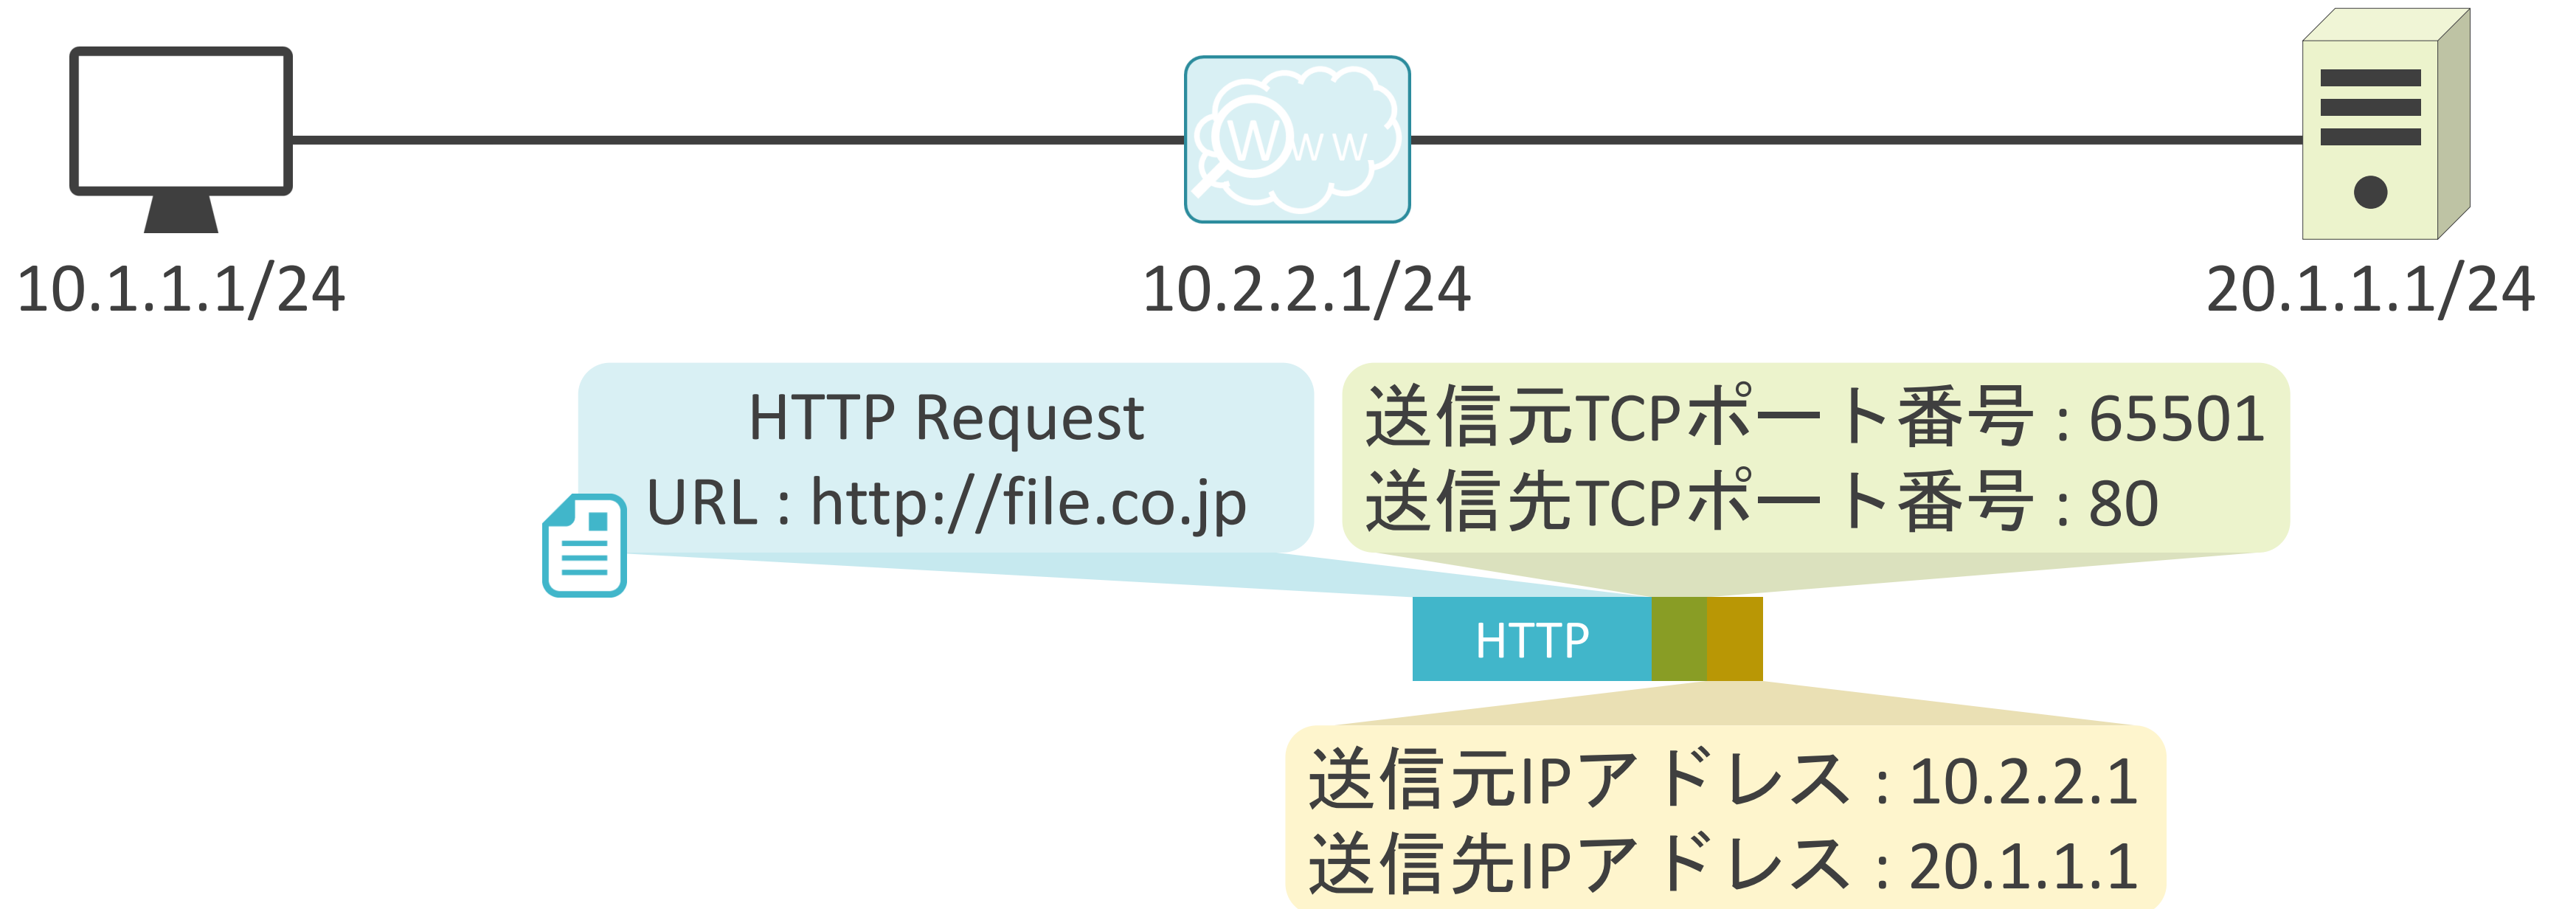 Www
10.1.1.1/24
10.2.2.1/24
20.1.1.1/24
HTTP Request
URL : http://file.co.jp
送信元TCPポート番号 : 65501
送信先TCPポート番号 : 80
HTTP
送信元IPアドレス : 10.2.2.1
送信先IPアドレス : 20.1.1.1